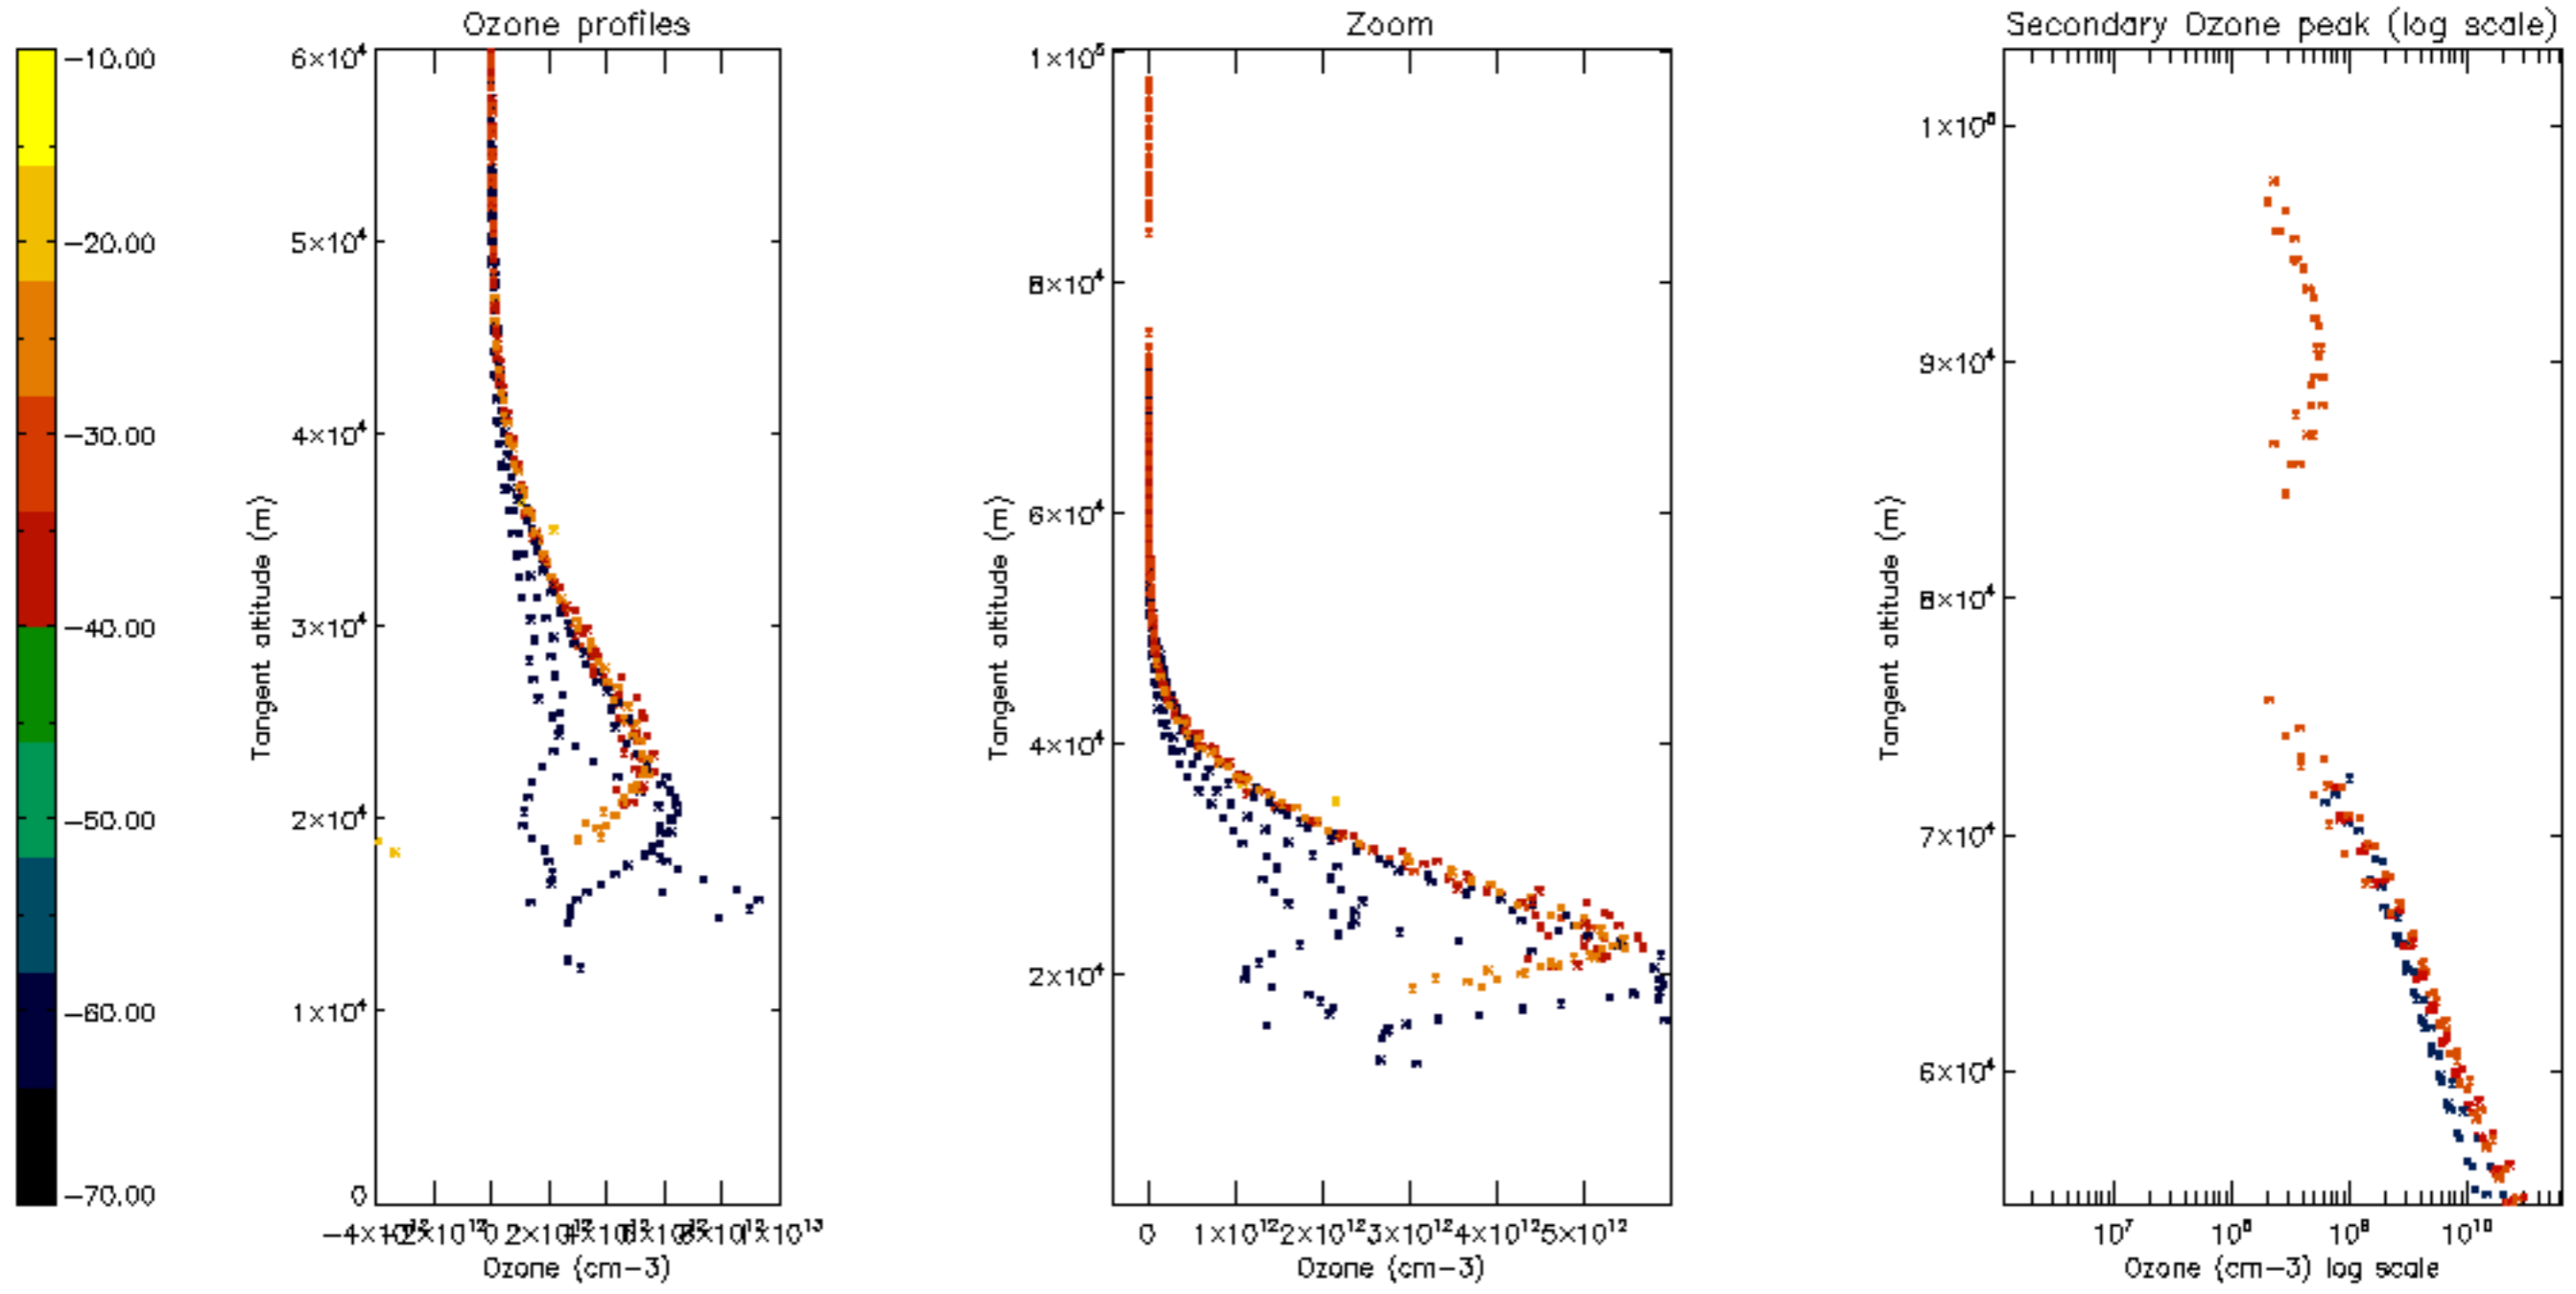 Ozone profiles
Zoom
Secondary Ozone peak (log scale)
−10.00
−20.00
−30.00
−40.00
−50.00
−60.00
−70.00
6×10⁴
5×10⁴
4×10⁴
3×10⁴
2×10⁴
1×10⁴
0
Tangent altitude (m)
0
1×10¹³
Ozone (cm−3)
1×10⁵
8×10⁴
6×10⁴
4×10⁴
2×10⁴
Tangent altitude (m)
0 1×10¹² 2×10¹² 3×10¹² 4×10¹² 5×10¹²
Ozone (cm−3)
1×10⁵
9×10⁴
8×10⁴
7×10⁴
6×10⁴
Tangent altitude (m)
10⁷ 10⁸ 10⁹ 10¹⁰
Ozone (cm−3) log scale